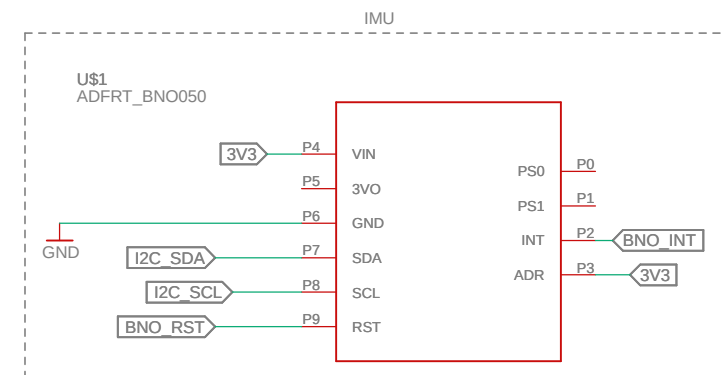 IMU
U$1
ADFRT_BNO050
3V3 P4 VIN
P5 3VO
P6 GND
GND
I2C_SDA P7 SDA
I2C_SCL P8 SCL
BNO_RST P9 RST
PS0 P0
PS1 P1
INT P2 BNO_INT
ADR P3 3V3